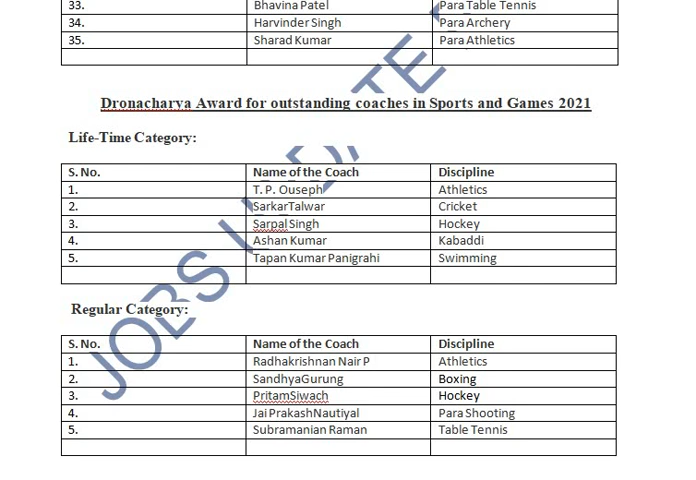 33. Bhavina Patel Para Table Tennis
34. Harvinder Singh Para Archery
35. Sharad Kumar Para Athletics
Dronacharya Award for outstanding coaches in Sports and Games 2021
Life-Time Category:
S. No. Name of the Coach Discipline
1. T. P. Ouseph Athletics
2. SarkarTalwar Cricket
3. Sarpal Singh Hockey
4. Ashan Kumar Kabaddi
5. Tapan Kumar Panigrahi Swimming
Regular Category:
S. No. Name of the Coach Discipline
1. Radhakrishnan Nair P Athletics
2. SandhyaGurung Boxing
3. PritamSiwach Hockey
4. Jai PrakashNautiyal Para Shooting
5. Subramanian Raman Table Tennis
JOBS